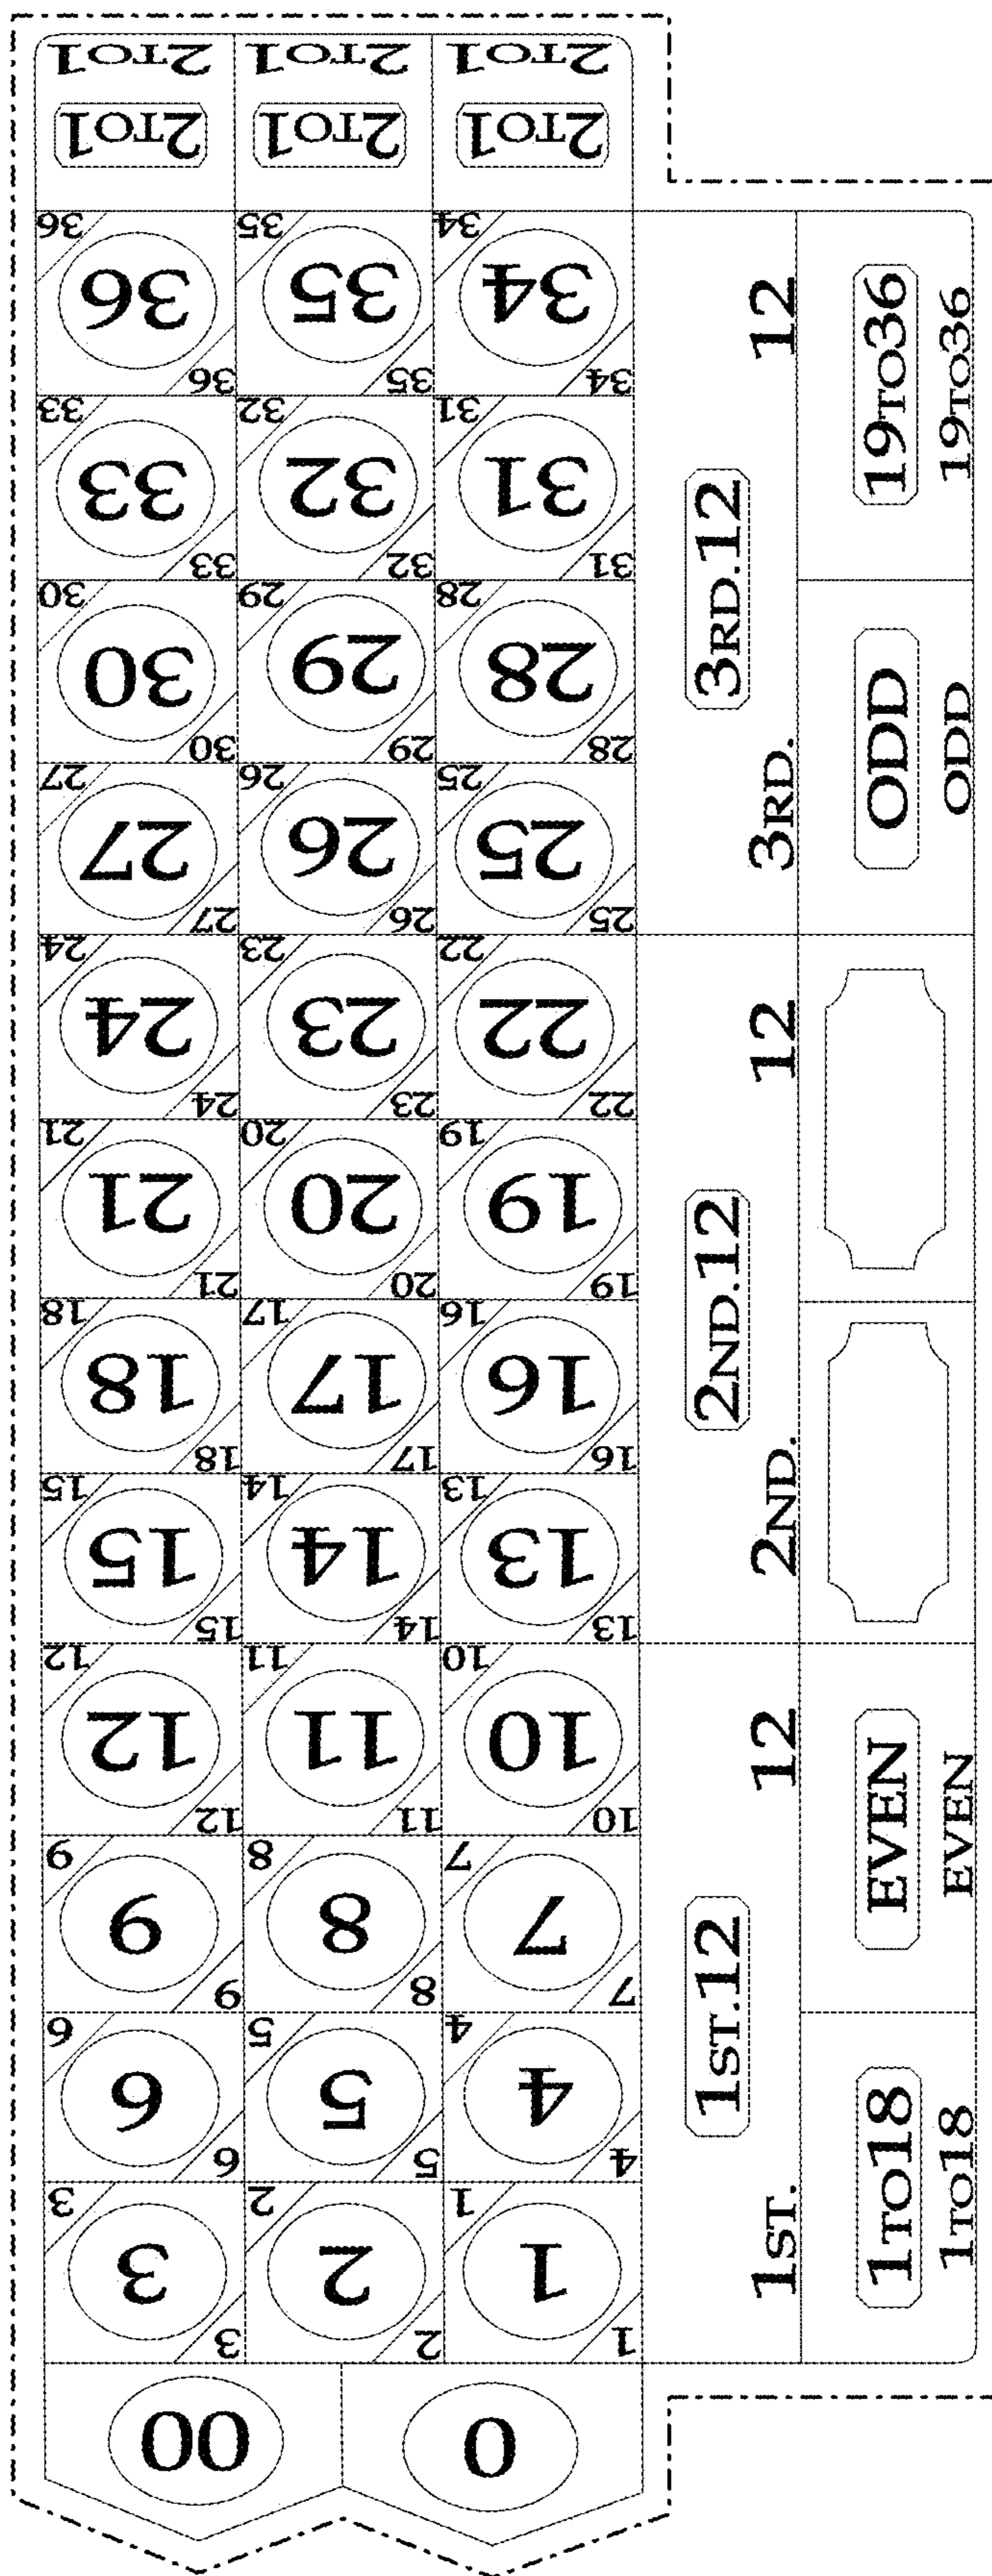 2TO1 2TO1 2TO1
2TO1 2TO1 2TO1
36 35 34
36 35 34
36 35 34
33 32 31
33 32 31
33 32 31
30 29 28
30 29 28
30 29 28
27 26 25
27 26 25
27 26 25
24 23 22
24 23 22
24 23 22
21 20 19
21 20 19
21 20 19
18 17 16
18 17 16
18 17 16
15 14 13
15 14 13
15 14 13
12 11 10
12 11 10
12 11 10
9 8 7
9 8 7
9 8 7
6 5 4
6 5 4
6 5 4
3 2 1
3 2 1
3 2 1
00 0
1ST.12
2ND.12
3RD.12
1ST. 12
2ND. 12
3RD. 12
1TO18
EVEN
ODD
19TO36
1TO18
EVEN
ODD
19TO36